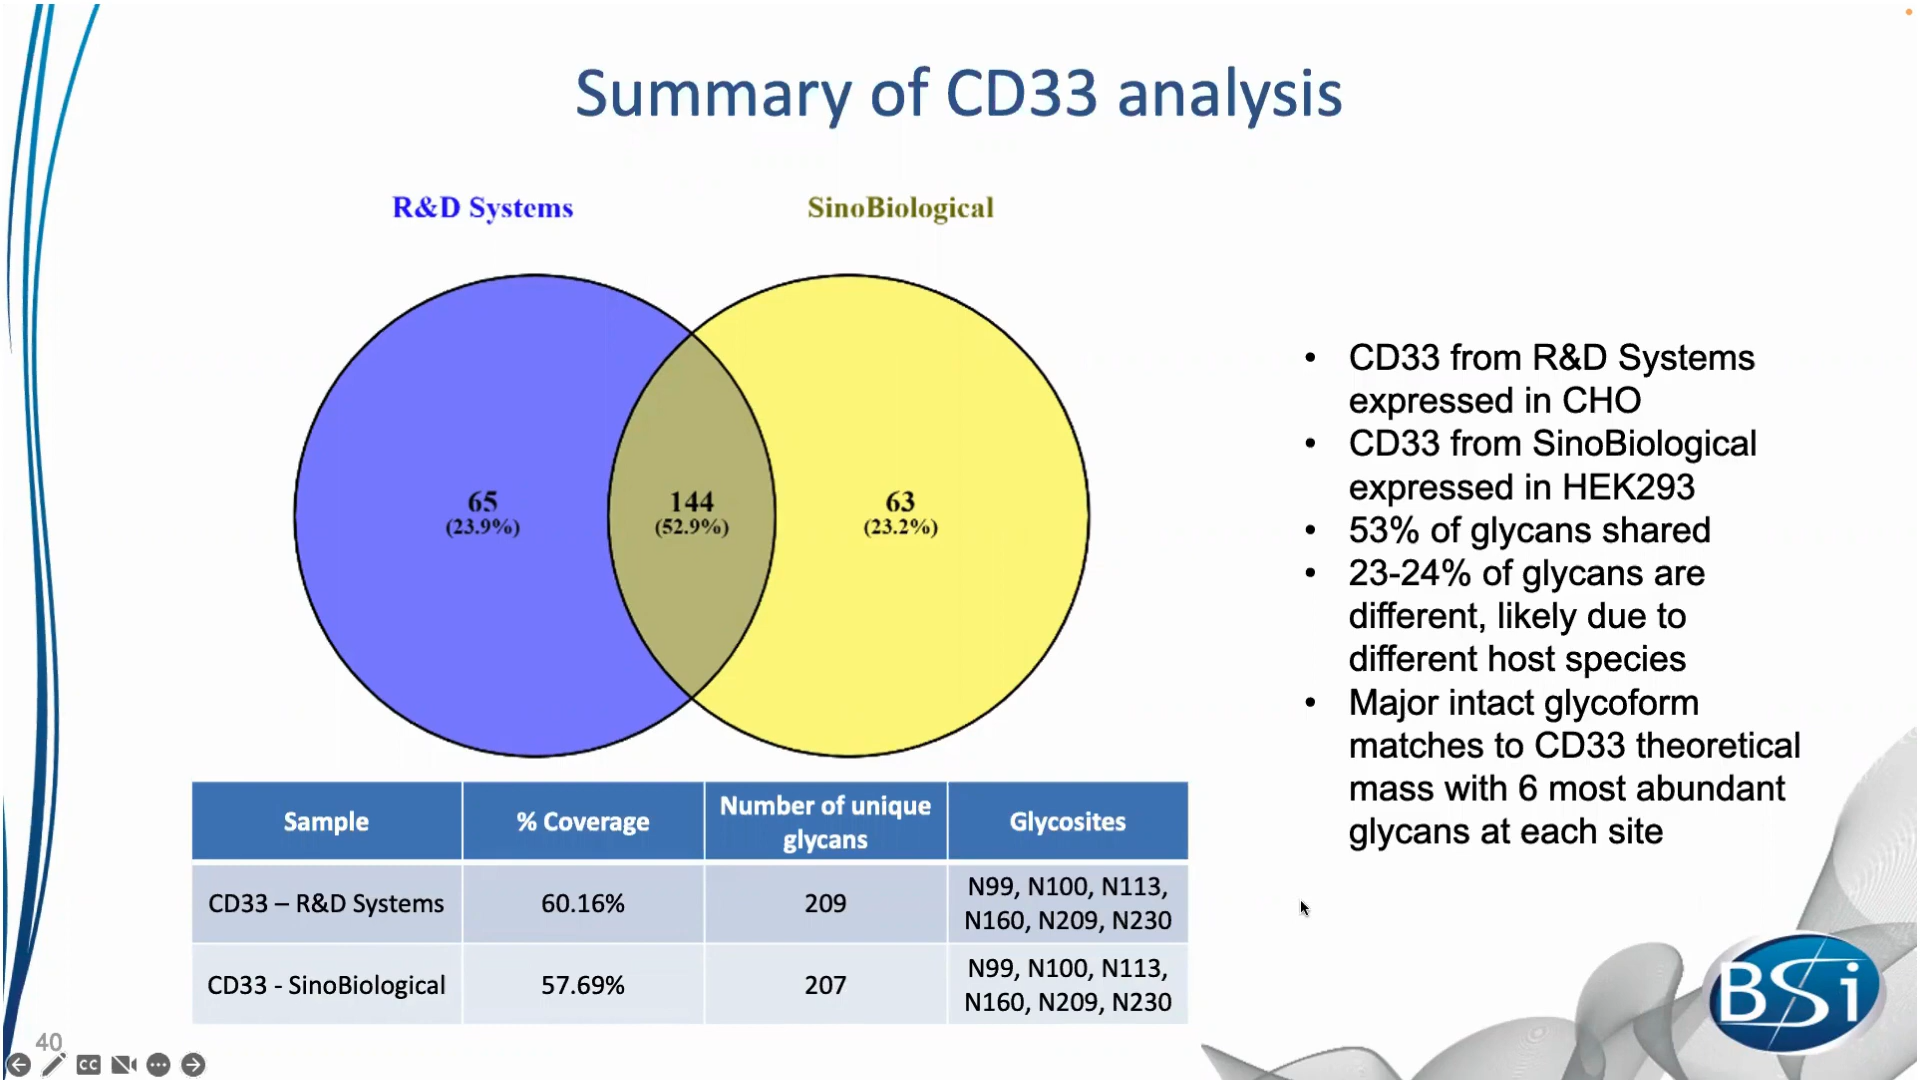 Summary of CD33 analysis
R&D Systems
SinoBiological
65
(23.9%)
144
(52.9%)
63
(23.2%)
• CD33 from R&D Systems
expressed in CHO
• CD33 from SinoBiological
expressed in HEK293
• 53% of glycans shared
• 23-24% of glycans are
different, likely due to
different host species
• Major intact glycoform
matches to CD33 theoretical
mass with 6 most abundant
glycans at each site
Sample
% Coverage
Number of unique
glycans
Glycosites
CD33 – R&D Systems
60.16%
209
N99, N100, N113,
N160, N209, N230
CD33 - SinoBiological
57.69%
207
N99, N100, N113,
N160, N209, N230
BSi
40
CC